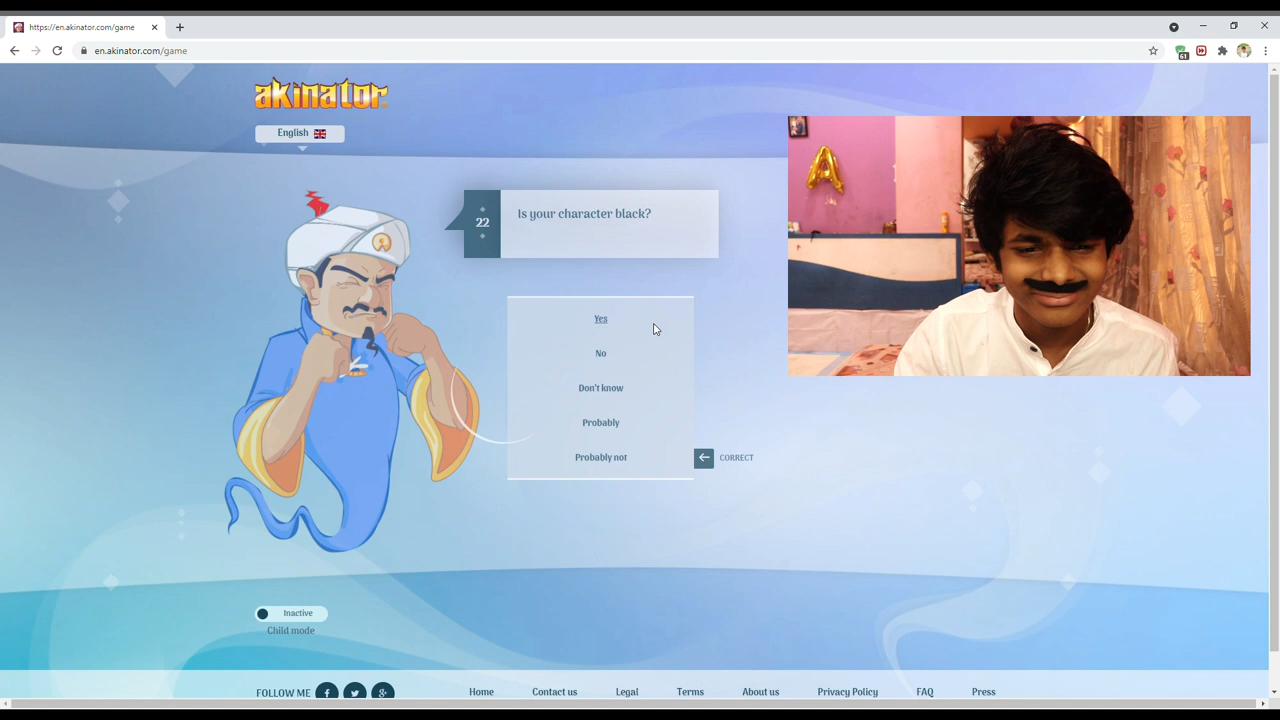 https://en.akinator.com/game
en.akinator.com/game
61
akinator
English
22
Is your character black?
Yes
No
Don't know
Probably
Probably not
CORRECT
Inactive
Child mode
FOLLOW ME
Home
Contact us
Legal
Terms
About us
Privacy Policy
FAQ
Press
A